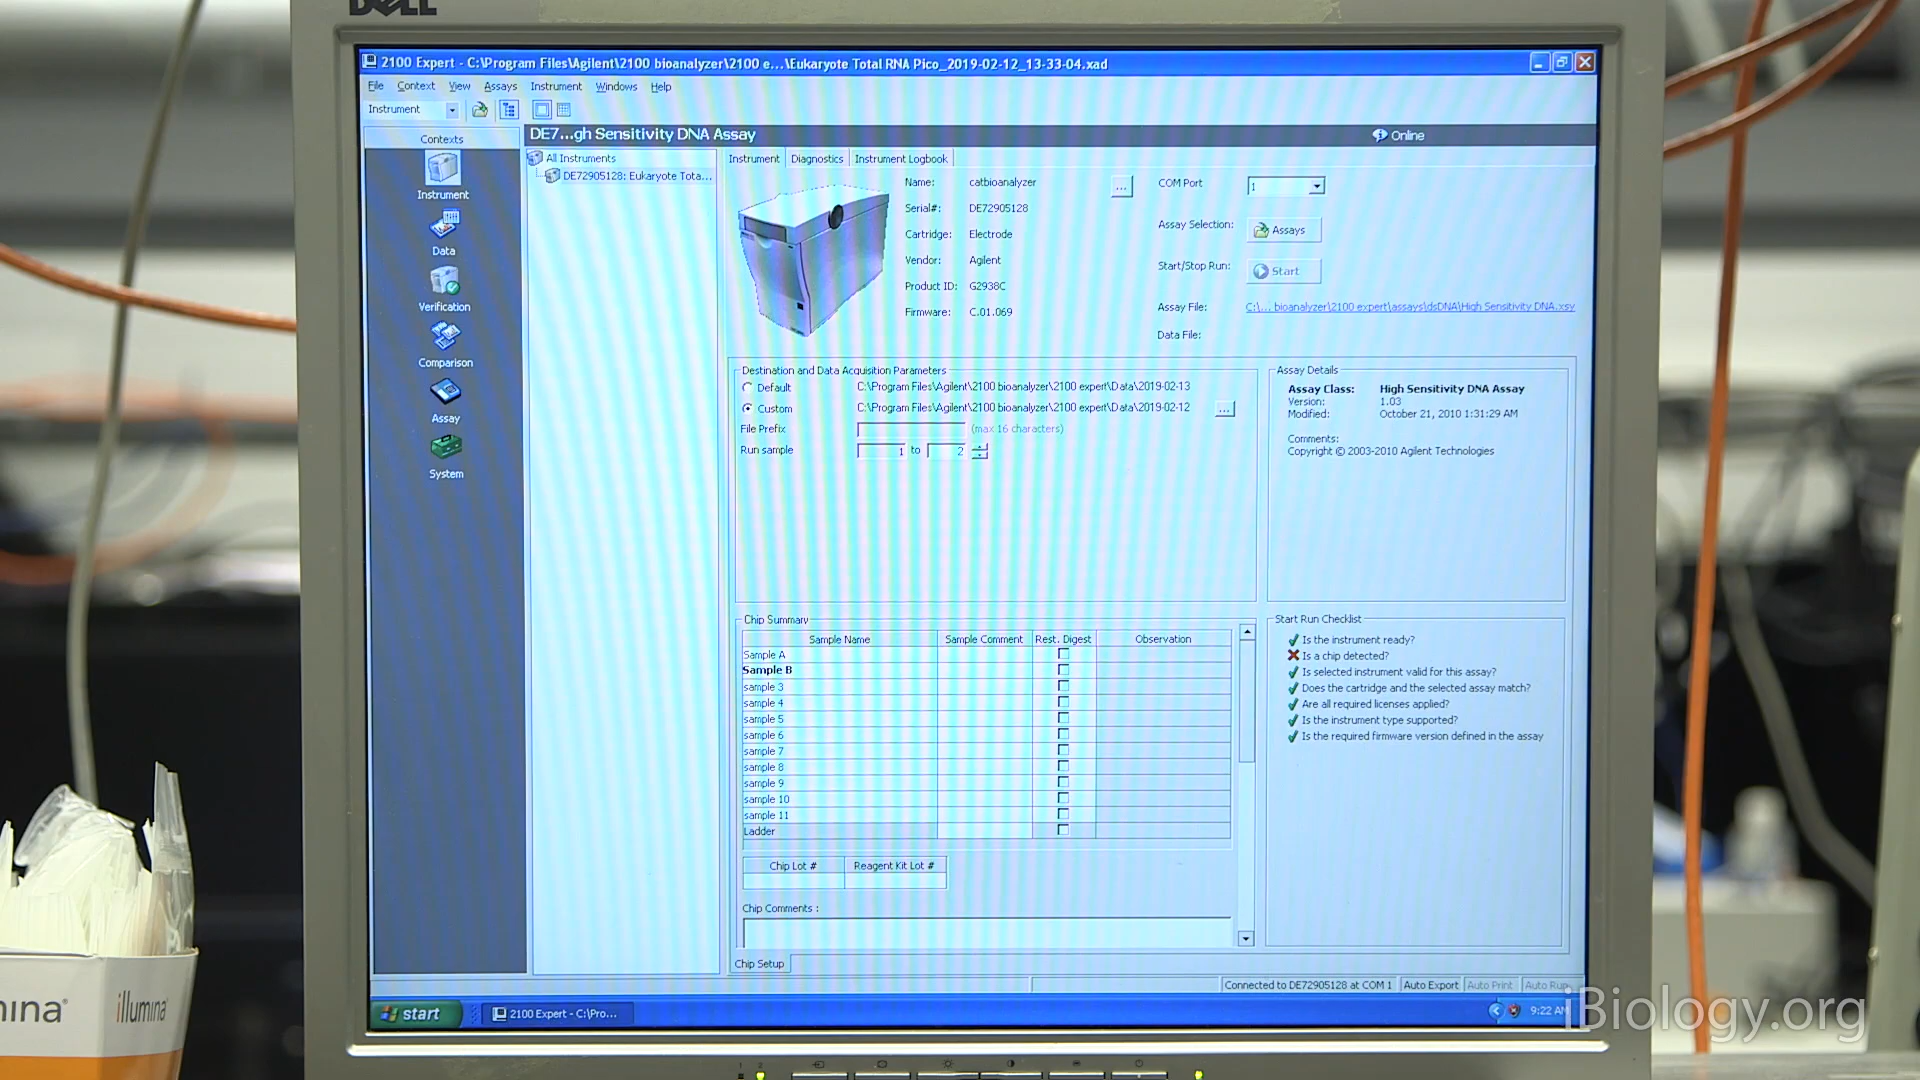 DELL
2100 Expert - C:\Program Files\Agilent\2100 bioanalyzer\2100 e...\Eukaryote Total RNA Pico_2019-02-12_13-33-04.xad
File Context View Assays Instrument Windows Help
Instrument
Contexts
DE7...gh Sensitivity DNA Assay
Online
Instrument
Data
Verification
Comparison
Assay
System
All Instruments
DE72905128: Eukaryote Tota...
Instrument Diagnostics Instrument Logbook
Name: catbioanalyzer ...
Serial#: DE72905128
Cartridge: Electrode
Vendor: Agilent
Product ID: G2938C
Firmware: C.01.069
COM Port 1
Assay Selection: Assays
Start/Stop Run: Start
Assay File: C:\... bioanalyzer\2100 expert\assays\dsDNA\High Sensitivity DNA.xsy
Data File:
Destination and Data Acquisition Parameters
Default C:\Program Files\Agilent\2100 bioanalyzer\2100 expert\Data\2019-02-13
Custom C:\Program Files\Agilent\2100 bioanalyzer\2100 expert\Data\2019-02-12 ...
File Prefix (max 16 characters)
Run sample 1 to 2
Assay Details
Assay Class: High Sensitivity DNA Assay
Version: 1.03
Modified: October 21, 2010 1:31:29 AM
Comments:
Copyright © 2003-2010 Agilent Technologies
Chip Summary
Sample Name Sample Comment Rest. Digest Observation
Sample A
Sample B
sample 3
sample 4
sample 5
sample 6
sample 7
sample 8
sample 9
sample 10
sample 11
Ladder
Chip Lot # Reagent Kit Lot #
Chip Comments :
Chip Setup
Start Run Checklist
Is the instrument ready?
Is a chip detected?
Is selected instrument valid for this assay?
Does the cartridge and the selected assay match?
Are all required licenses applied?
Is the instrument type supported?
Is the required firmware version defined in the assay
Connected to DE72905128 at COM 1 Auto Export Auto Print Auto Run
start 2100 Expert - C:\Pro... 9:22 AM
iBiology.org
illumina®